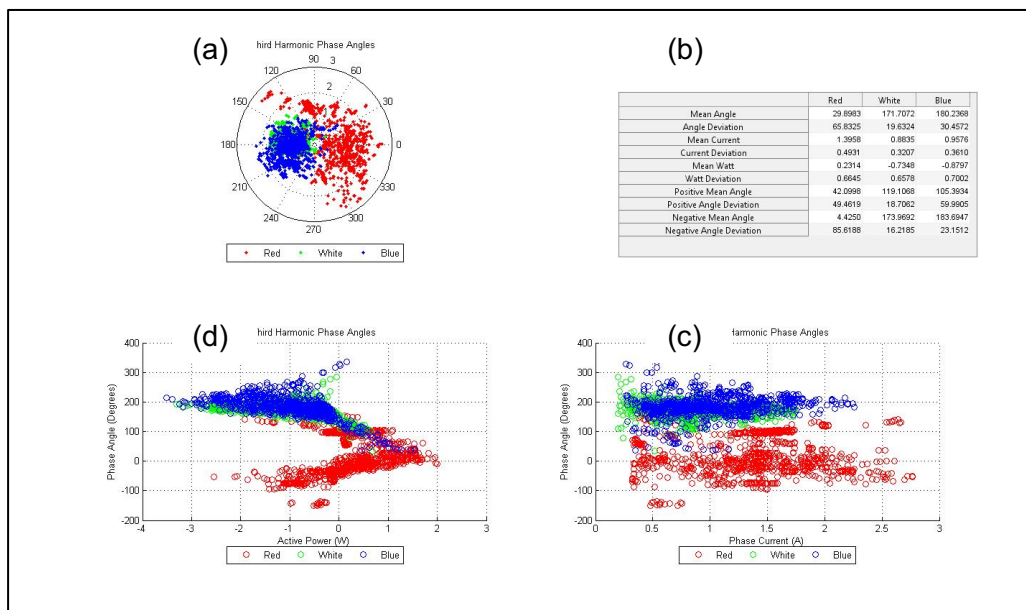 (a)
hird Harmonic Phase Angles
90
3
120
60
2
150
30
1
180
0
210
330
240
300
270
Red White Blue
(b)
Red White Blue
Mean Angle 29.8983 171.7072 180.2368
Angle Deviation 65.8325 19.6324 30.4572
Mean Current 1.3958 0.8835 0.9576
Current Deviation 0.4931 0.3207 0.3610
Mean Watt 0.2314 -0.7348 -0.8797
Watt Deviation 0.6645 0.6578 0.7002
Positive Mean Angle 42.0998 119.1068 105.3934
Positive Angle Deviation 49.4619 18.7062 59.9905
Negative Mean Angle 4.4250 173.9692 183.6947
Negative Angle Deviation 85.6188 16.2185 23.1512
(d)
hird Harmonic Phase Angles
400
300
200
100
0
-100
-200
Phase Angle (Degrees)
-4 -3 -2 -1 0 1 2 3
Active Power (W)
Red White Blue
(c)
Harmonic Phase Angles
400
300
200
100
0
-100
-200
Phase Angle (Degrees)
0 0.5 1 1.5 2 2.5 3
Phase Current (A)
Red White Blue